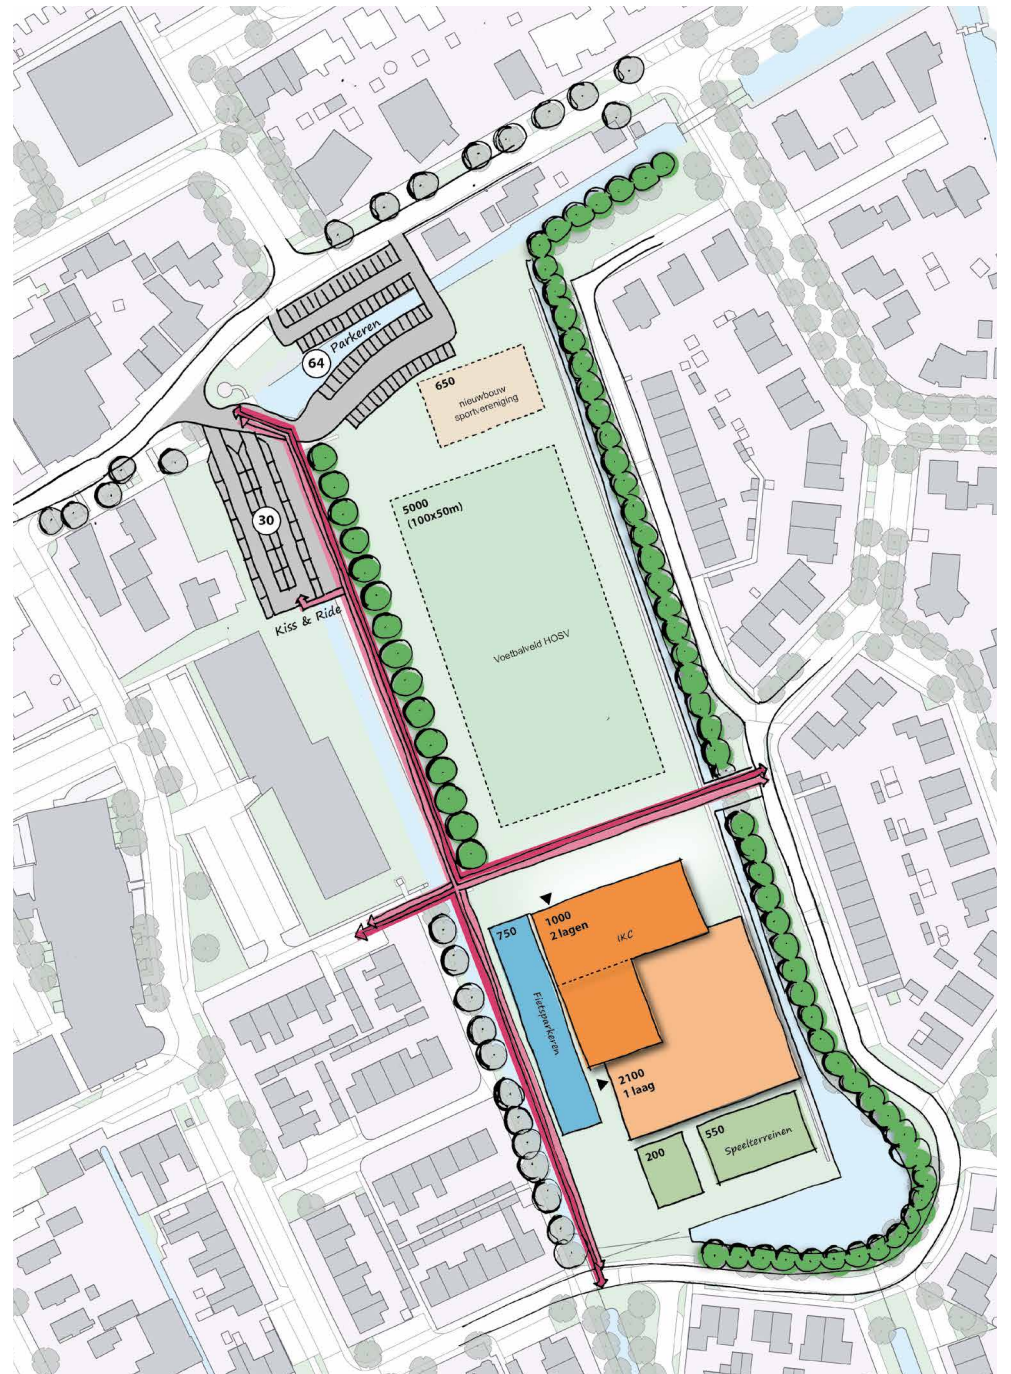 Parkeren
64
650
nieuwbouw
sportvereniging
5000
(100x50m)
30
Kiss & Ride
Voetbalveld HOSV
750
1000
2 lagen
IKC
Fietsparkeren
2100
1 laag
550
Speelterreinen
200